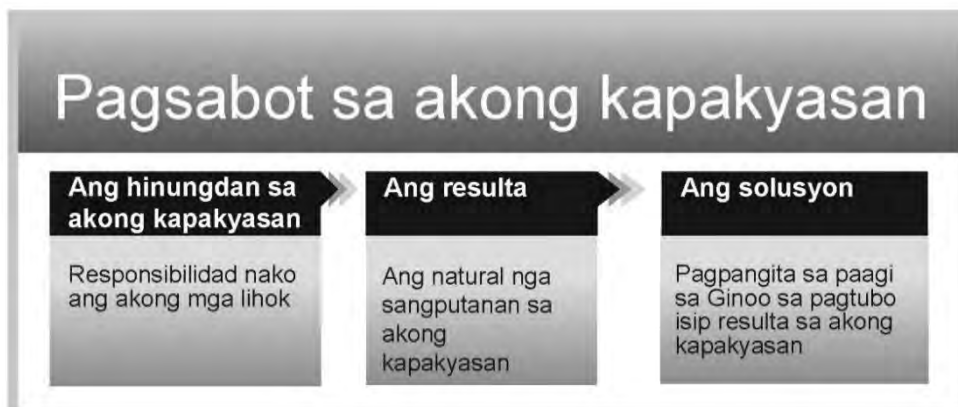 Pagsabot sa akong kapakyasan
Ang hinungdan sa
akong kapakyasan
Responsibilidad nako
ang akong mga lihok
Ang resulta
Ang natural nga
sangputanan sa
akong
kapakyasan
Ang solusyon
Pagpangita sa paagi
sa Ginoo sa pagtubo
isip resulta sa akong
kapakyasan